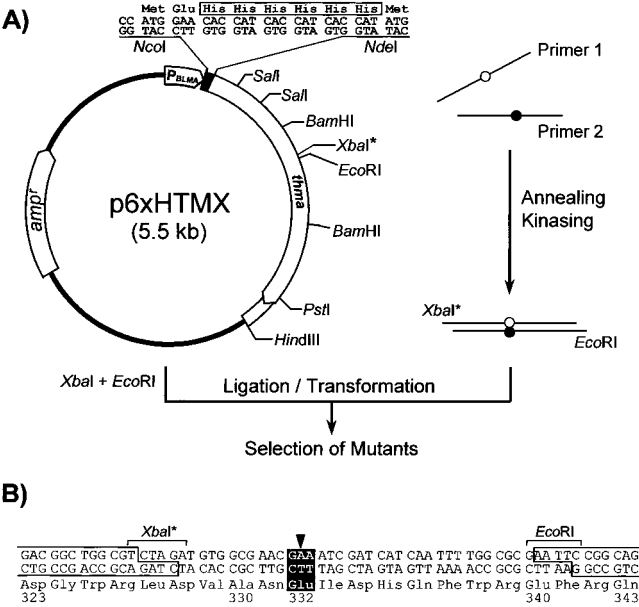 A)
Met Glu His His His His His His Met
CC ATG GAA CAC CAT CAC CAT CAC CAT ATG
GG TAC CTT GTG GTA GTG GTA GTG GTA TAC
NcoI NdeI
PBLMA
SalI
SalI
BamHI
XbaI*
EcoRI
thma
ampr
p6xHTMX
(5.5 kb)
BamHI
PstI
HindIII
Primer 1
Primer 2
Annealing
Kinasing
XbaI*
EcoRI
XbaI + EcoRI
Ligation / Transformation
Selection of Mutants
B)
XbaI* EcoRI
GAC GGC TGG CGT CTA GAT GTG GCG AAC GAA ATC GAT CAT CAA TTT TGG CGC GAA TTC CGG CAG
CTG CCG ACC GCA GAT CTA CAC CGC TTG CTT TAG CTA GTA GTT AAA ACC GCG CTT AAG GCC GTC
Asp Gly Trp Arg Leu Asp Val Ala Asn Glu Ile Asp His Gln Phe Trp Arg Glu Phe Arg Gln
323 330 332 340 343